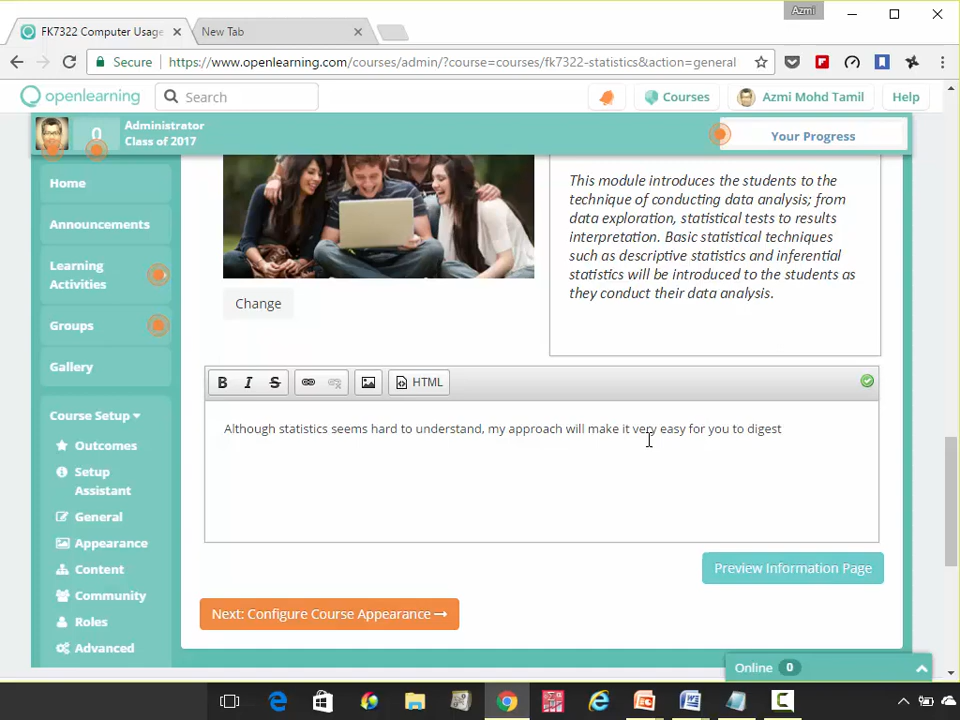 Azmi
FK7322 Computer Usage
New Tab
Secure
https://www.openlearning.com/courses/admin/?course=courses/fk7322-statistics&action=general
openlearning
Search
Courses
Azmi Mohd Tamil
Help
0
Administrator
Class of 2017
Your Progress
Home
Announcements
Learning
Activities
Groups
Gallery
Course Setup
Outcomes
Setup
Assistant
General
Appearance
Content
Community
Roles
Advanced
Change
This module introduces the students to the
technique of conducting data analysis; from
data exploration, statistical tests to results
interpretation. Basic statistical techniques
such as descriptive statistics and inferential
statistics will be introduced to the students as
they conduct their data analysis.
B I S HTML
Although statistics seems hard to understand, my approach will make it very easy for you to digest
Preview Information Page
Next: Configure Course Appearance →
Online 0